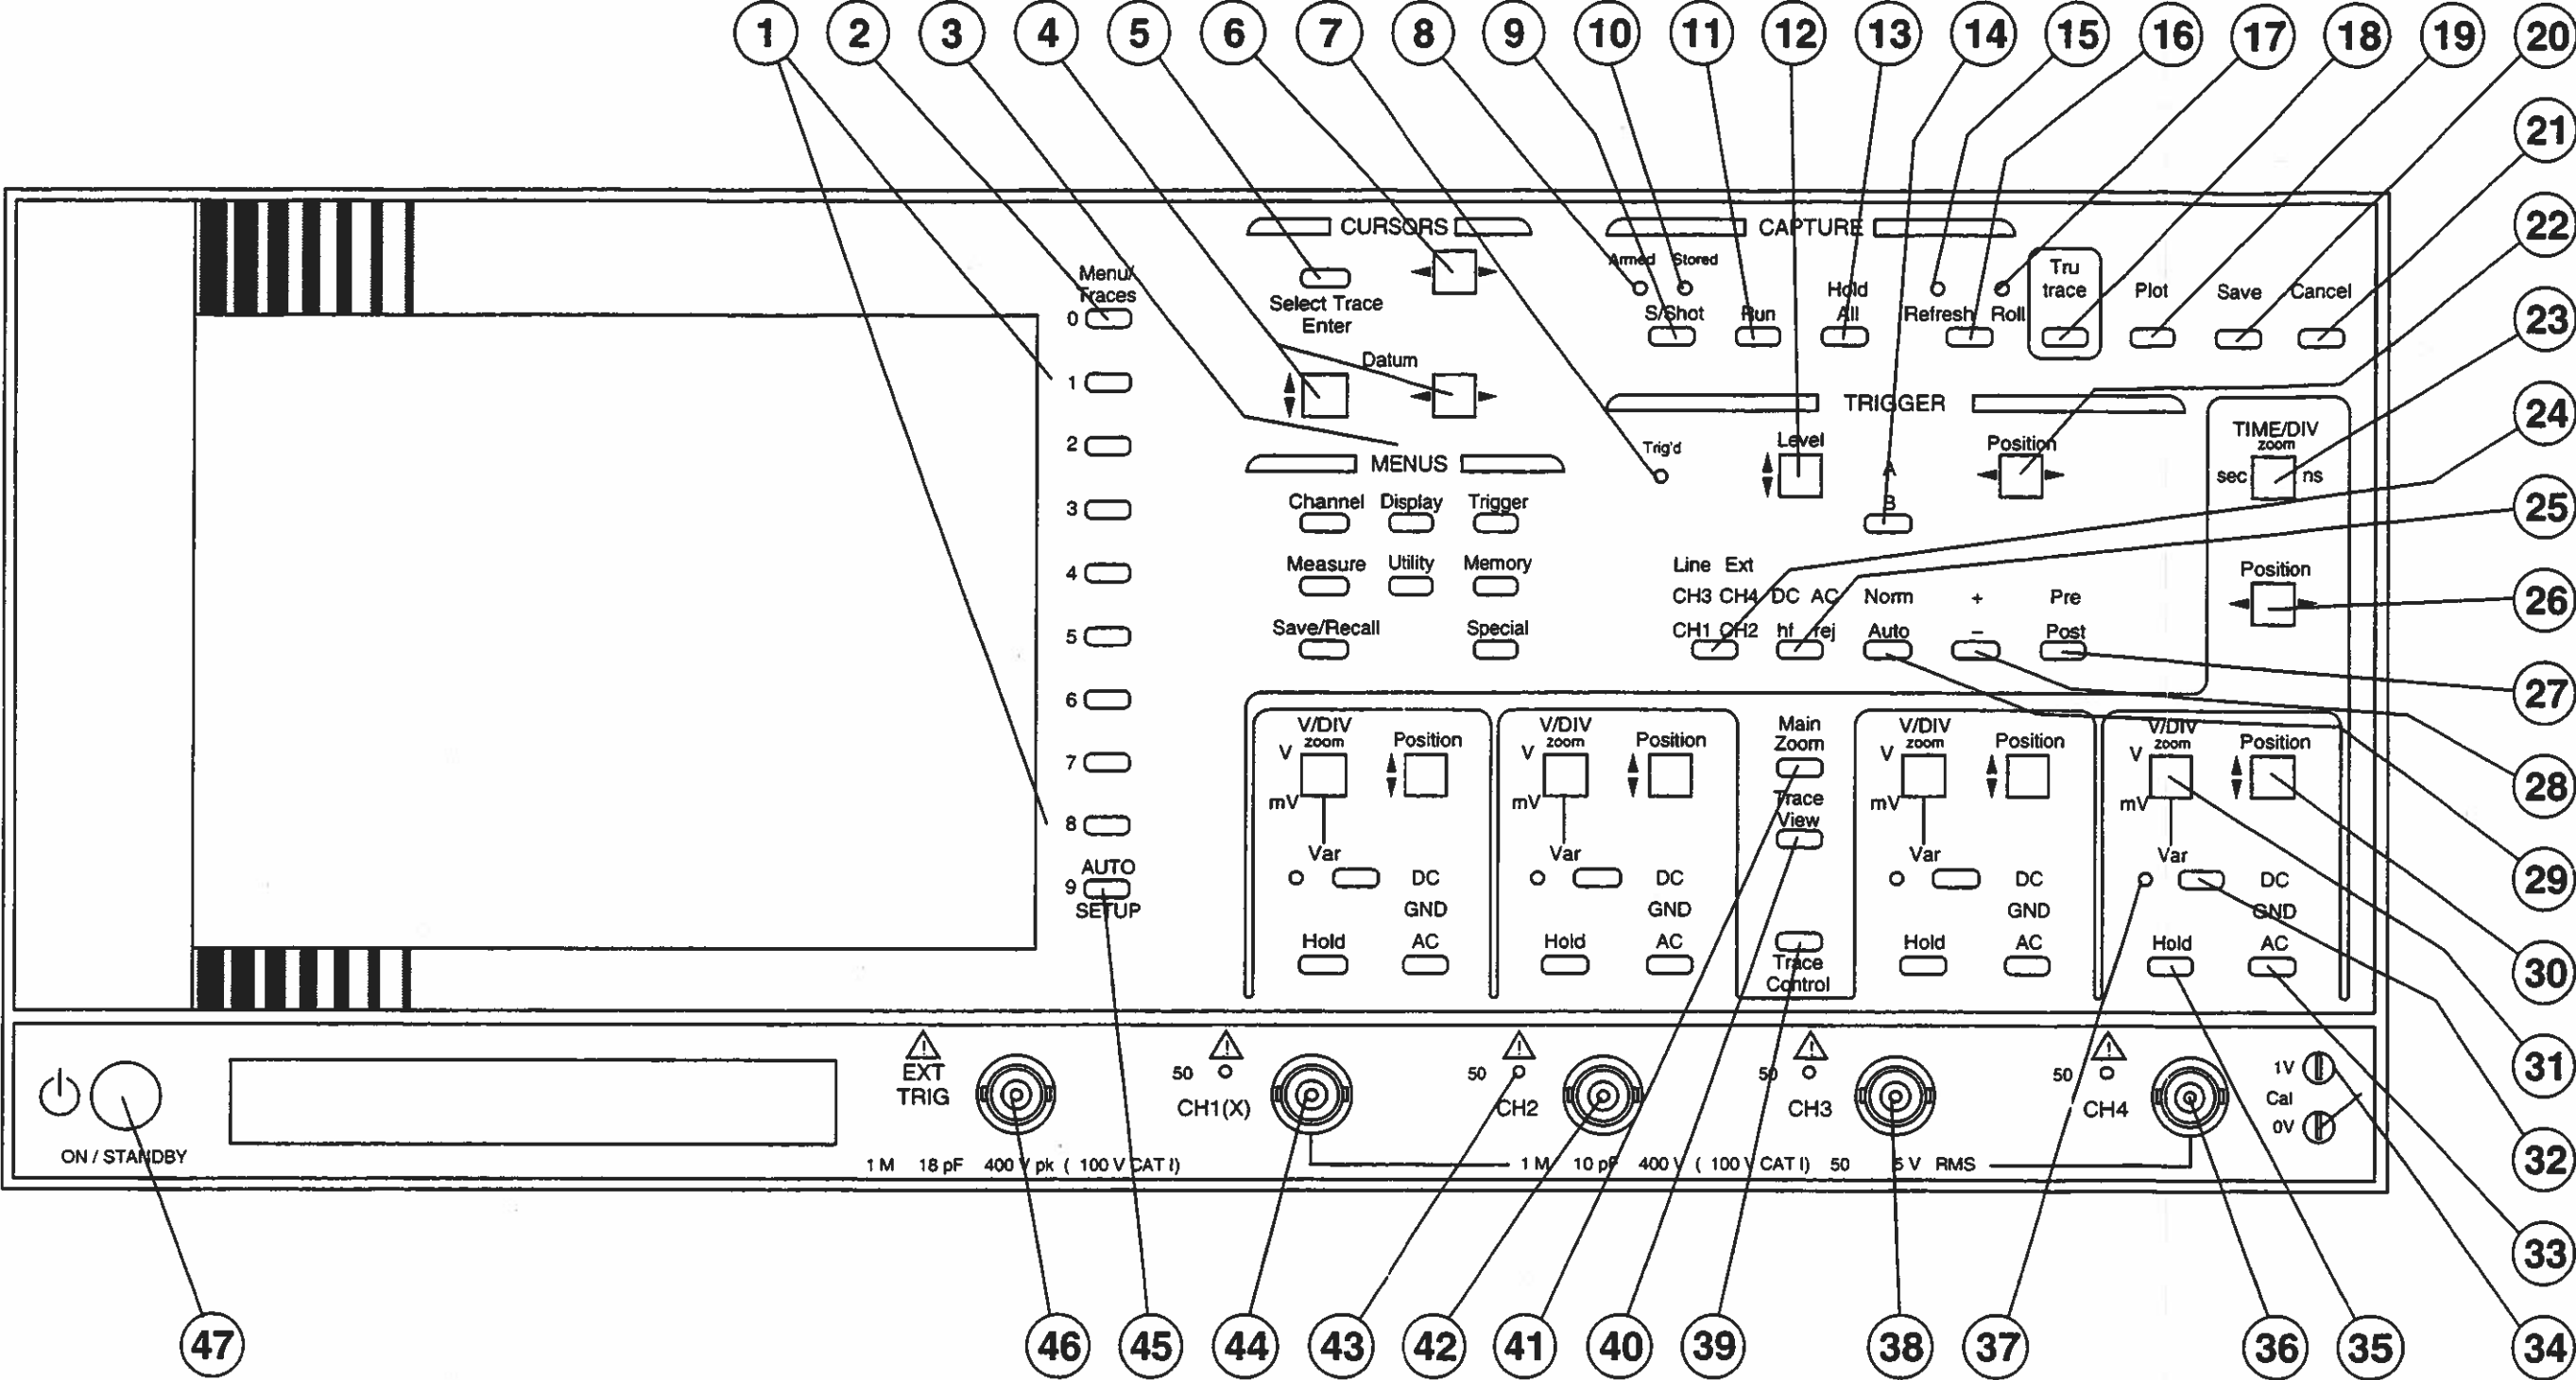 1 2 3 4 5 6 7 8 9 10 11 12 13 14 15 16 17 18 19 20
21
22
23
24
25
26
27
28
29
30
31
32
33
34
Menu/
Traces
0
1
2
3
4
5
6
7
8
AUTO
9
SETUP
CURSORS
Select Trace
Enter
Datum
MENUS
Channel Display Trigger
Measure Utility Memory
Save/Recall Special
CAPTURE
Armed Stored
S/Shot Run Hold All Refresh Roll
Tru
trace
Plot Save Cancel
TRIGGER
Trig'd Level A Position
B
Line Ext
CH3 CH4 DC AC Norm + Pre
CH1 CH2 hf rej Auto – Post
TIME/DIV
zoom
sec ns
Position
V/DIV
zoom
V Position
mV
Var
DC
GND
Hold AC
V/DIV
zoom
V Position
mV
Var
DC
GND
Hold AC
Main
Zoom
Trace
View
Trace
Control
V/DIV
zoom
V Position
mV
Var
DC
GND
Hold AC
V/DIV
zoom
V Position
mV
Var
DC
GND
Hold AC
ON / STANDBY
EXT
TRIG
50
CH1(X)
50
CH2
50
CH3
50
CH4
1V
Cal
0V
1 M 18 pF 400 V pk ( 100 V CAT I)
1 M 10 pF 400 V ( 100 V CAT I) 50 5 V RMS
47 46 45 44 43 42 41 40 39 38 37 36 35